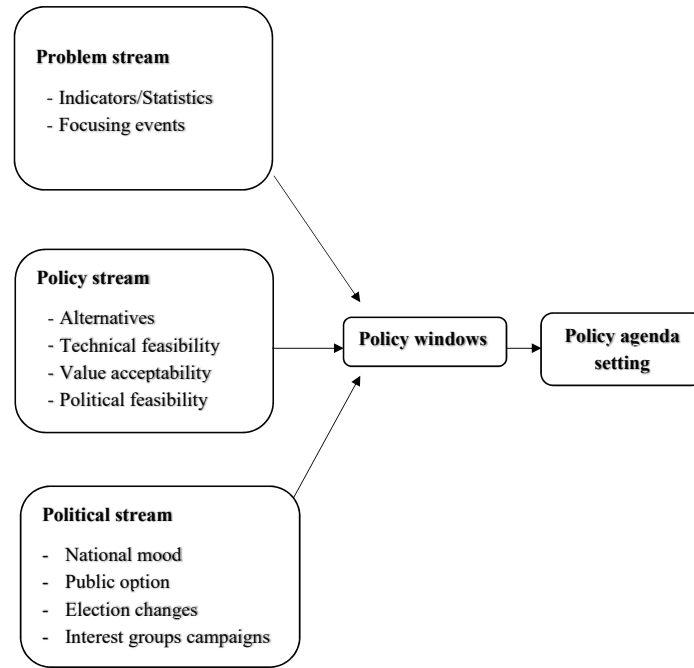 Problem stream
- Indicators/Statistics
- Focusing events
Policy stream
- Alternatives
- Technical feasibility
- Value acceptability
- Political feasibility
Policy windows
Policy agenda
setting
Political stream
- National mood
- Public option
- Election changes
- Interest groups campaigns